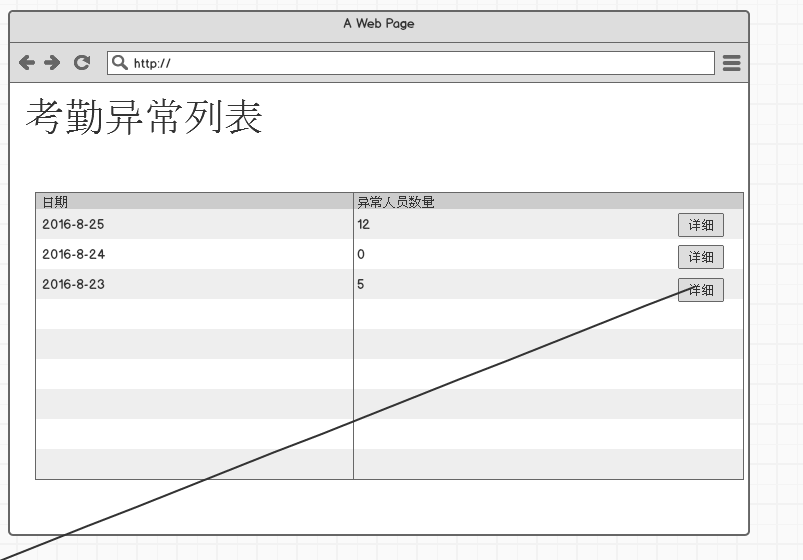 A Web Page
http://
考勤异常列表
日期 异常人员数量
2016-8-25 12 详细
2016-8-24 0 详细
2016-8-23 5 详细